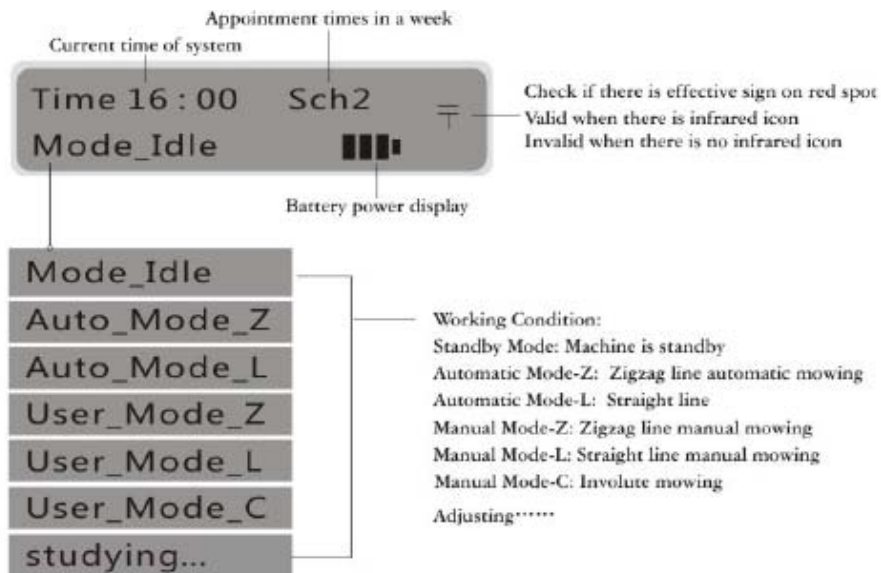 Appointment times in a week
Current time of system
Time 16 : 00 Sch2
Mode_Idle
Check if there is effective sign on red spot
Valid when there is infrared icon
Invalid when there is no infrared icon
Battery power display
Mode_Idle
Auto_Mode_Z
Auto_Mode_L
User_Mode_Z
User_Mode_L
User_Mode_C
studying...
Working Condition:
Standby Mode: Machine is standby
Automatic Mode-Z: Zigzag line automatic mowing
Automatic Mode-L: Straight line
Manual Mode-Z: Zigzag line manual mowing
Manual Mode-L: Straight line manual mowing
Manual Mode-C: Involute mowing
Adjusting⋯⋯